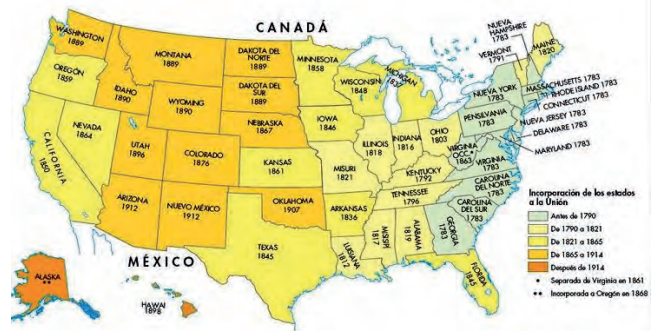 CANADÁ
WASHINGTON
1889
OREGÓN
1859
CALIFORNIA
1850
NEVADA
1864
IDAHO
1890
MONTANA
1889
WYOMING
1890
UTAH
1896
COLORADO
1876
ARIZONA
1912
NUEVO MÉXICO
1912
DAKOTA DEL
NORTE
1889
DAKOTA DEL
SUR
1889
NEBRASKA
1867
KANSAS
1861
OKLAHOMA
1907
TEXAS
1845
MINNESOTA
1858
IOWA
1846
MISURI
1821
ARKANSAS
1836
LUISIANA
1812
WISCONSIN
1848
MICHIGAN
1837
ILLINOIS
1818
INDIANA
1816
OHIO
1803
KENTUCKY
1792
TENNESSEE
1796
MISISIPI
1817
ALABAMA
1819
GEORGIA
1783
FLORIDA
1845
CAROLINA
DEL SUR
1783
CAROLINA
DEL NORTE
1783
VIRGINIA
1783
VIRGINIA
OCC.•
1863
PENSILVANIA
1783
NUEVA YORK
1783
VERMONT
1791
NUEVA
HAMPSHIRE
1783
MAINE
1820
MASSACHUSETTS 1783
RHODE ISLAND 1783
CONNECTICUT 1783
NUEVA JERSEY 1783
DELAWARE 1783
MARYLAND 1783
MÉXICO
ALASKA
••
HAWAI
1898
Incorporación de los estados
a la Unión
Antes de 1790
De 1790 a 1821
De 1821 a 1865
De 1865 a 1914
Después de 1914
• Separada de Virginia en 1861
•• Incorporada a Oregón en 1868